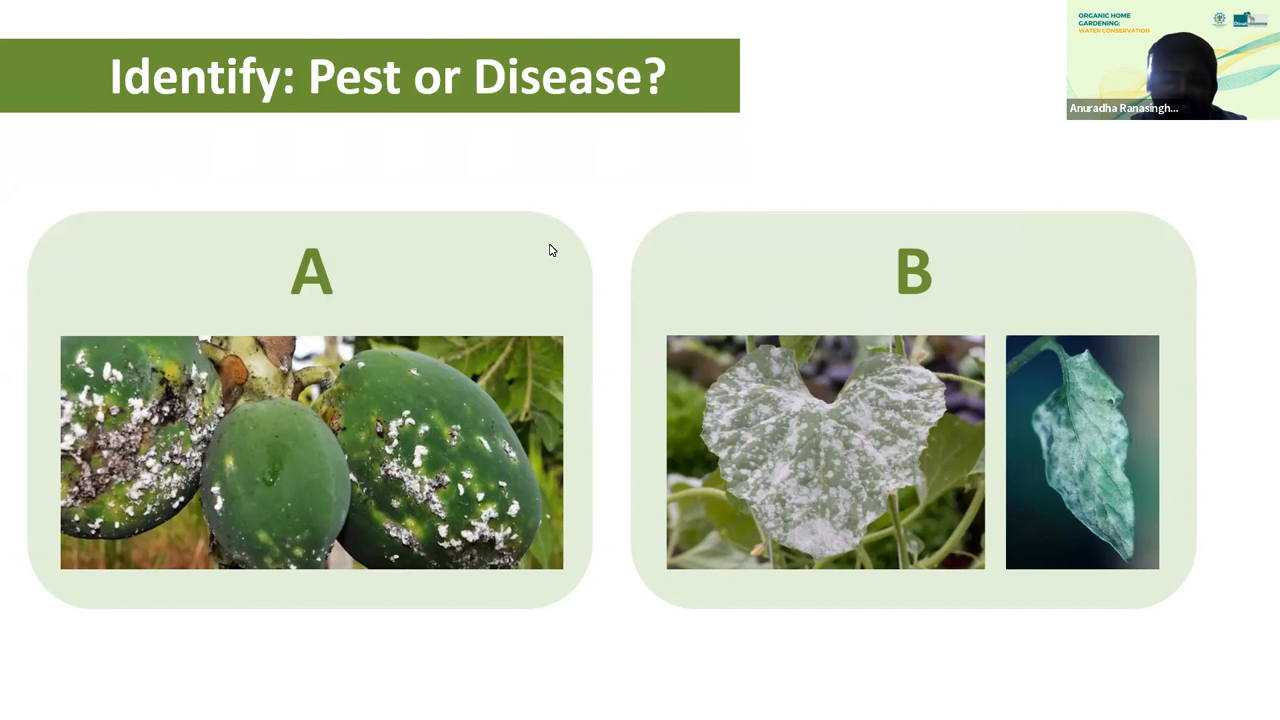 Identify: Pest or Disease?
ORGANIC HOME
GARDENING:
WATER CONSERVATION
Anuradha Ranasingh...
A
B